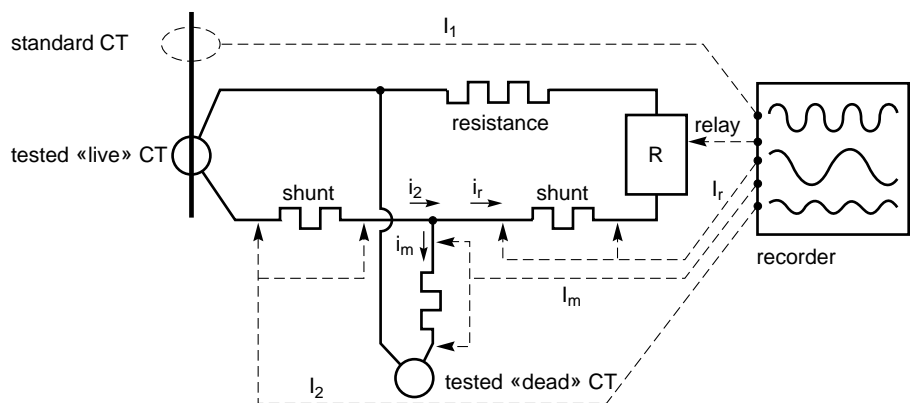 I1
standard CT
resistance
relay
tested «live» CT
R
shunt
i2
ir
shunt
Ir
im
recorder
Im
tested «dead» CT
I2